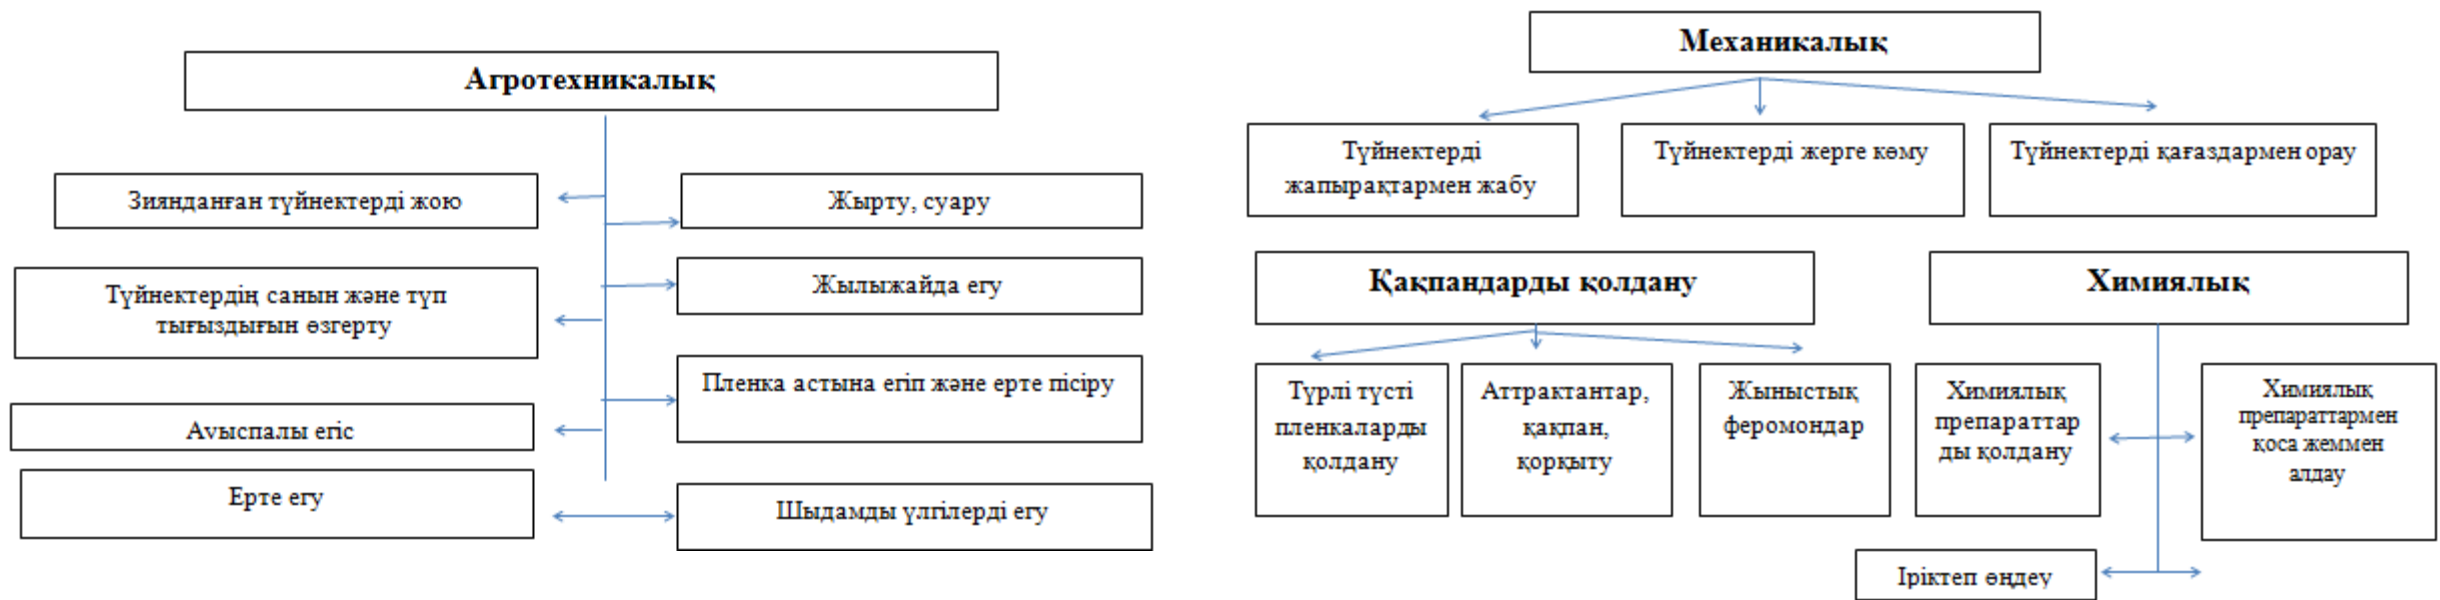 Агротехникалық
Зиянданған түйнектерді жою
Жырту, суару
Түйнектердің санын және түп
тығыздығын өзгерту
Жылыжайда егу
Пленка астына егіп және ерте пісіру
Ауыспалы егіс
Ерте егу
Шыдамды үлгілерді егу
Механикалық
Түйнектерді
жапырақтармен жабу
Түйнектерді жерге көму
Түйнектерді қағаздармен орау
Қақпандарды қолдану
Түрлі түсті
пленкаларды
қолдану
Аттрактантар,
қақпан,
қорқыту
Жыныстық
феромондар
Химиялық
Химиялық
препараттар
ды қолдану
Химиялық
препараттармен
қоса жеммен
алдау
Іріктеп өңдеу